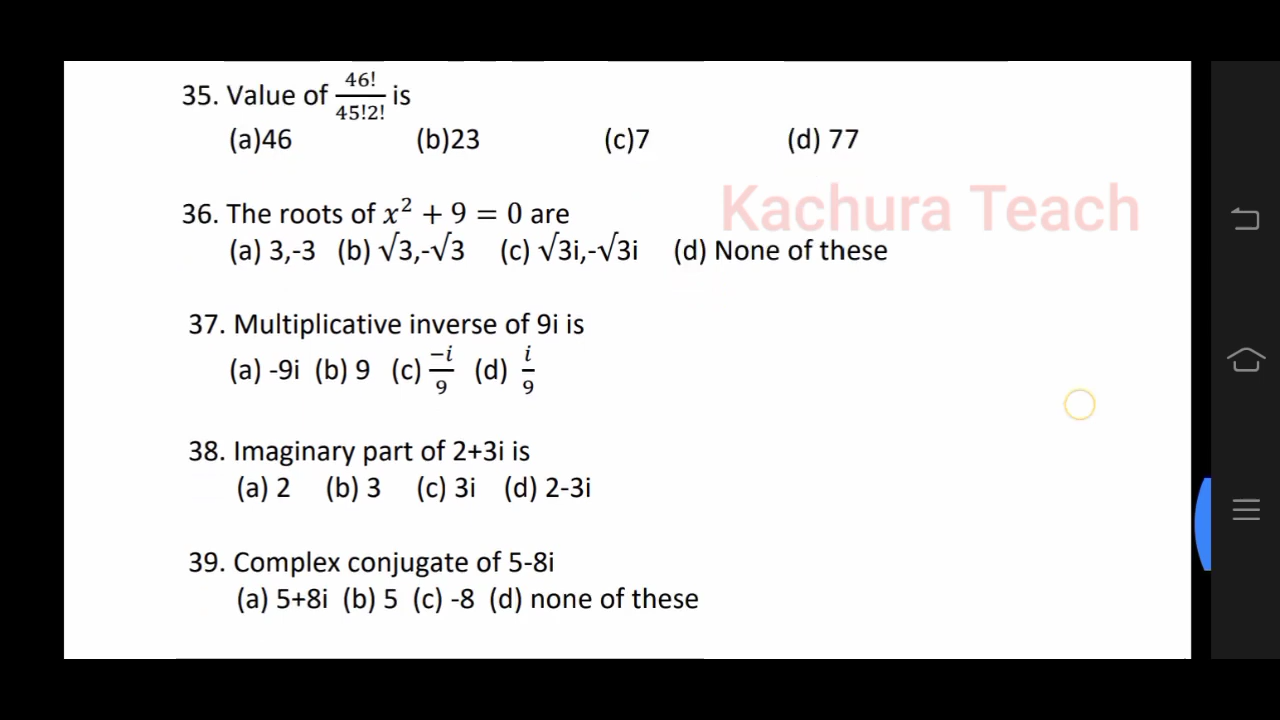 35. Value of 46!/45!2! is
(a)46 (b)23 (c)7 (d) 77
Kachura Teach
36. The roots of x² + 9 = 0 are
(a) 3,-3 (b) √3,-√3 (c) √3i,-√3i (d) None of these
37. Multiplicative inverse of 9i is
(a) -9i (b) 9 (c) -i/9 (d) i/9
38. Imaginary part of 2+3i is
(a) 2 (b) 3 (c) 3i (d) 2-3i
39. Complex conjugate of 5-8i
(a) 5+8i (b) 5 (c) -8 (d) none of these